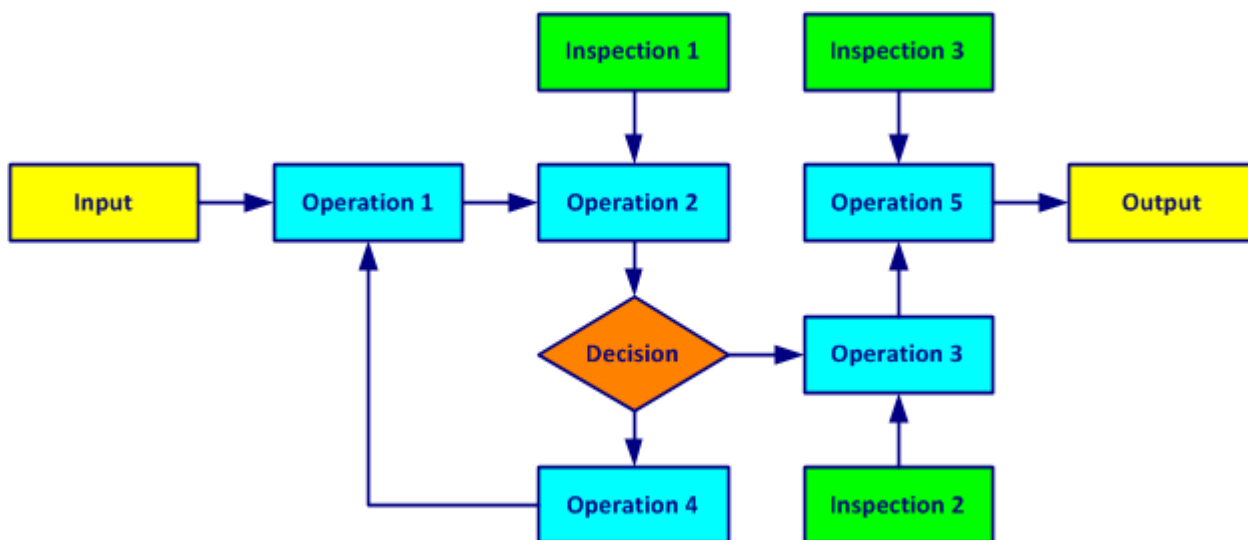 Inspection 1
Inspection 3
Input
Operation 1
Operation 2
Operation 5
Output
Decision
Operation 3
Operation 4
Inspection 2